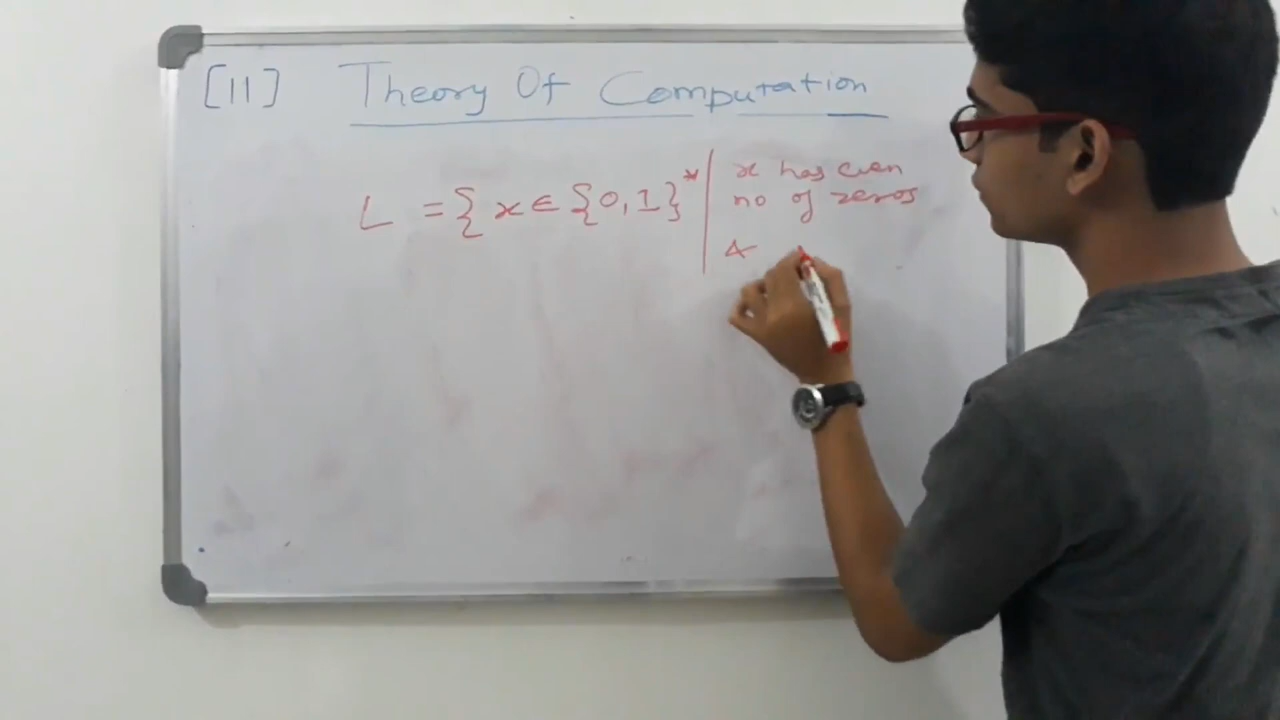 [11] Theory Of Computation
L = { x ∈ {0,1}* | x has even
no of zeros
&